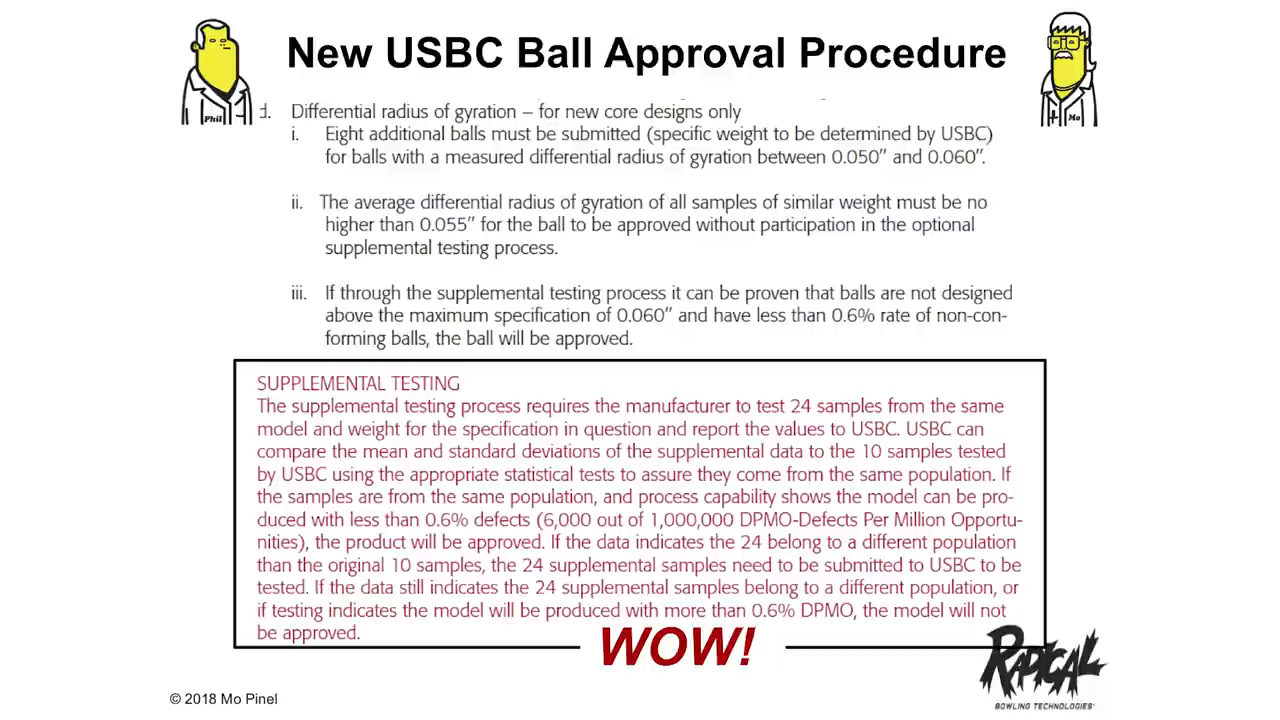 New USBC Ball Approval Procedure
Phil
Mo
d. Differential radius of gyration – for new core designs only
i. Eight additional balls must be submitted (specific weight to be determined by USBC)
for balls with a measured differential radius of gyration between 0.050” and 0.060”.
ii. The average differential radius of gyration of all samples of similar weight must be no
higher than 0.055” for the ball to be approved without participation in the optional
supplemental testing process.
iii. If through the supplemental testing process it can be proven that balls are not designed
above the maximum specification of 0.060” and have less than 0.6% rate of non-con-
forming balls, the ball will be approved.
SUPPLEMENTAL TESTING
The supplemental testing process requires the manufacturer to test 24 samples from the same
model and weight for the specification in question and report the values to USBC. USBC can
compare the mean and standard deviations of the supplemental data to the 10 samples tested
by USBC using the appropriate statistical tests to assure they come from the same population. If
the samples are from the same population, and process capability shows the model can be pro-
duced with less than 0.6% defects (6,000 out of 1,000,000 DPMO-Defects Per Million Opportu-
nities), the product will be approved. If the data indicates the 24 belong to a different population
than the original 10 samples, the 24 supplemental samples need to be submitted to USBC to be
tested. If the data still indicates the 24 supplemental samples belong to a different population, or
if testing indicates the model will be produced with more than 0.6% DPMO, the model will not
be approved.
WOW!
RADICAL
BOWLING TECHNOLOGIES
© 2018 Mo Pinel